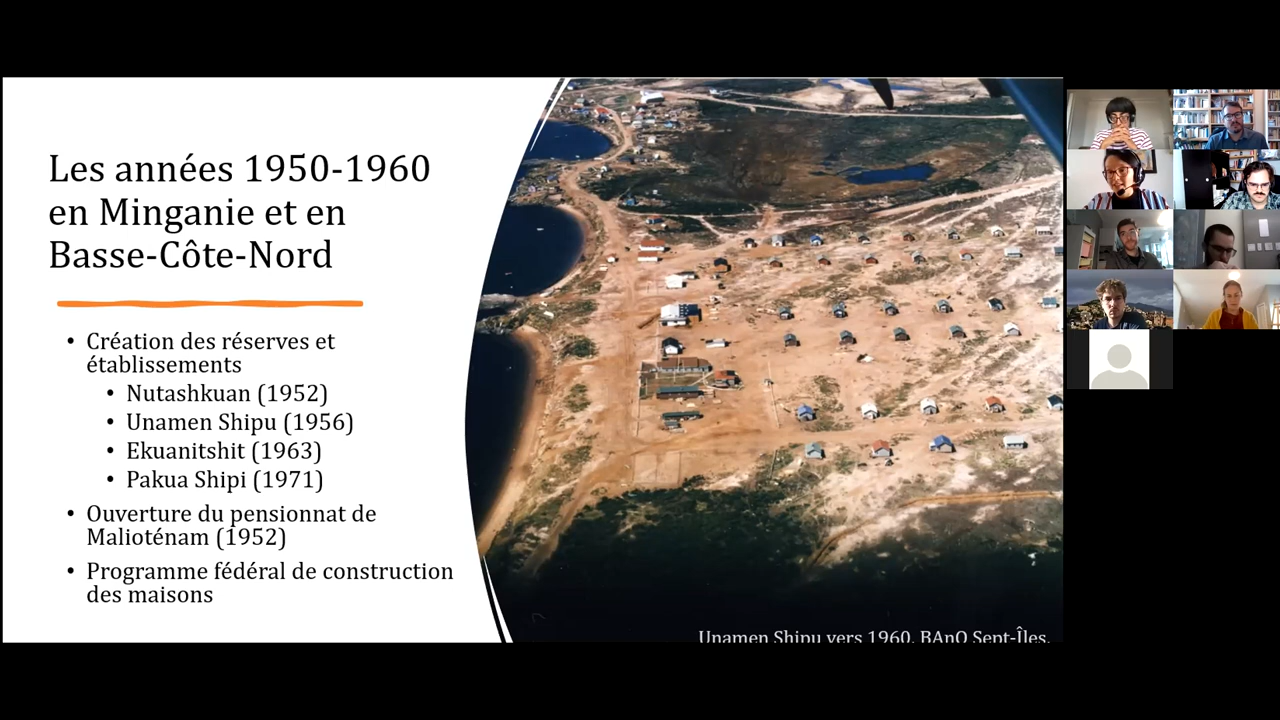 Les années 1950-1960
en Minganie et en
Basse-Côte-Nord
• Création des réserves et
établissements
• Nutashkuan (1952)
• Unamen Shipu (1956)
• Ekuanitshit (1963)
• Pakua Shipi (1971)
• Ouverture du pensionnat de
Malioténam (1952)
• Programme fédéral de construction
des maisons
Unamen Shipu vers 1960. BAnQ Sept-Îles.